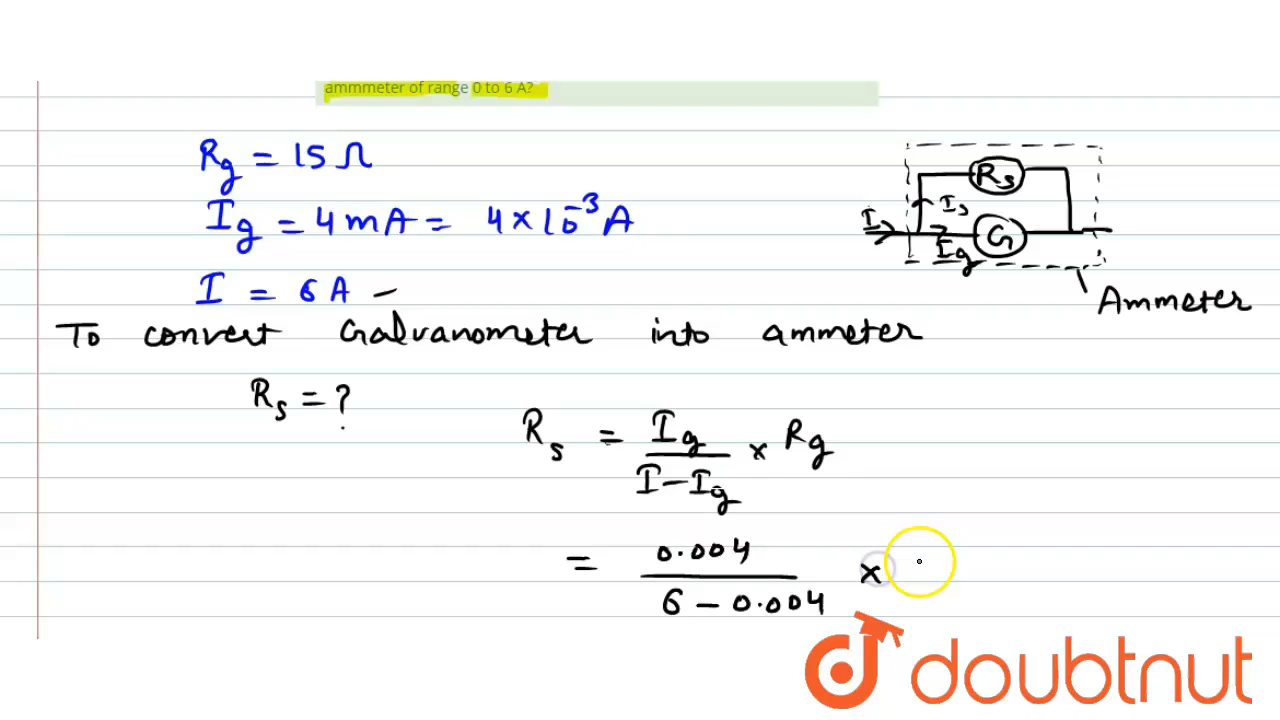 ammmeter of range 0 to 6 A?
Rg = 15 Ω
Ig = 4 mA = 4 × 10⁻³ A
I = 6 A –
Rs
I
Is
G
Ig
Ammeter
To convert Galvanometer into ammeter
Rs = ?
Rs = Ig / I – Ig × Rg
= 0.004 / 6 – 0.004 ×
doubtnut